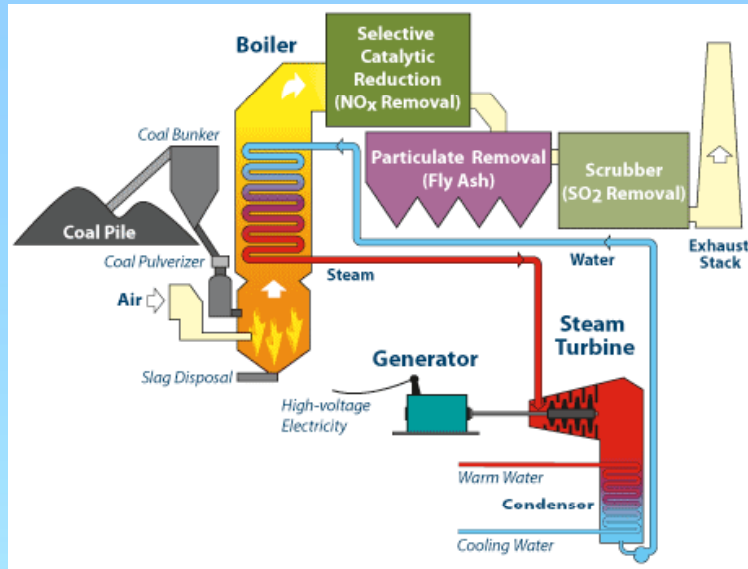 Boiler
Selective
Catalytic
Reduction
(NOx Removal)
Coal Bunker
Particulate Removal
(Fly Ash)
Scrubber
(SO2 Removal)
Coal Pile
Exhaust
Stack
Coal Pulverizer
Steam
Water
Air
Steam
Turbine
Generator
Slag Disposal
High-voltage
Electricity
Warm Water
Condensor
Cooling Water